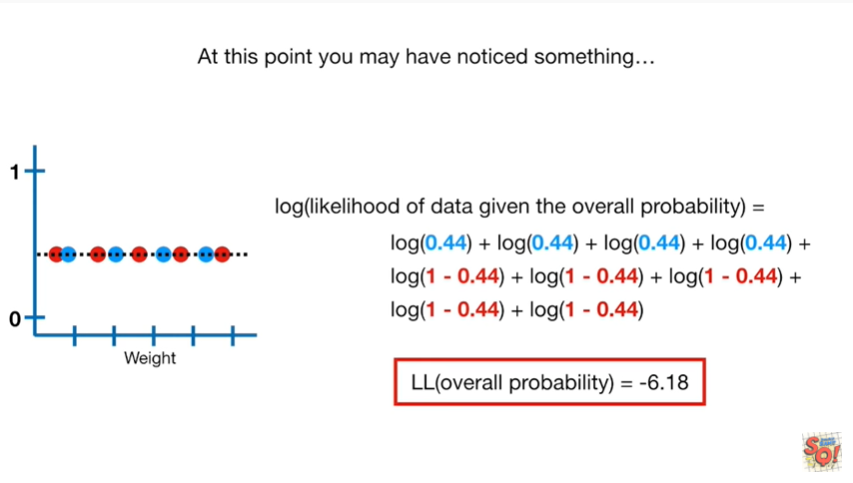 At this point you may have noticed something...
1
0
Weight
log(likelihood of data given the overall probability) =
log(0.44) + log(0.44) + log(0.44) + log(0.44) +
log(1 - 0.44) + log(1 - 0.44) + log(1 - 0.44) +
log(1 - 0.44) + log(1 - 0.44)
LL(overall probability) = -6.18
SQ!